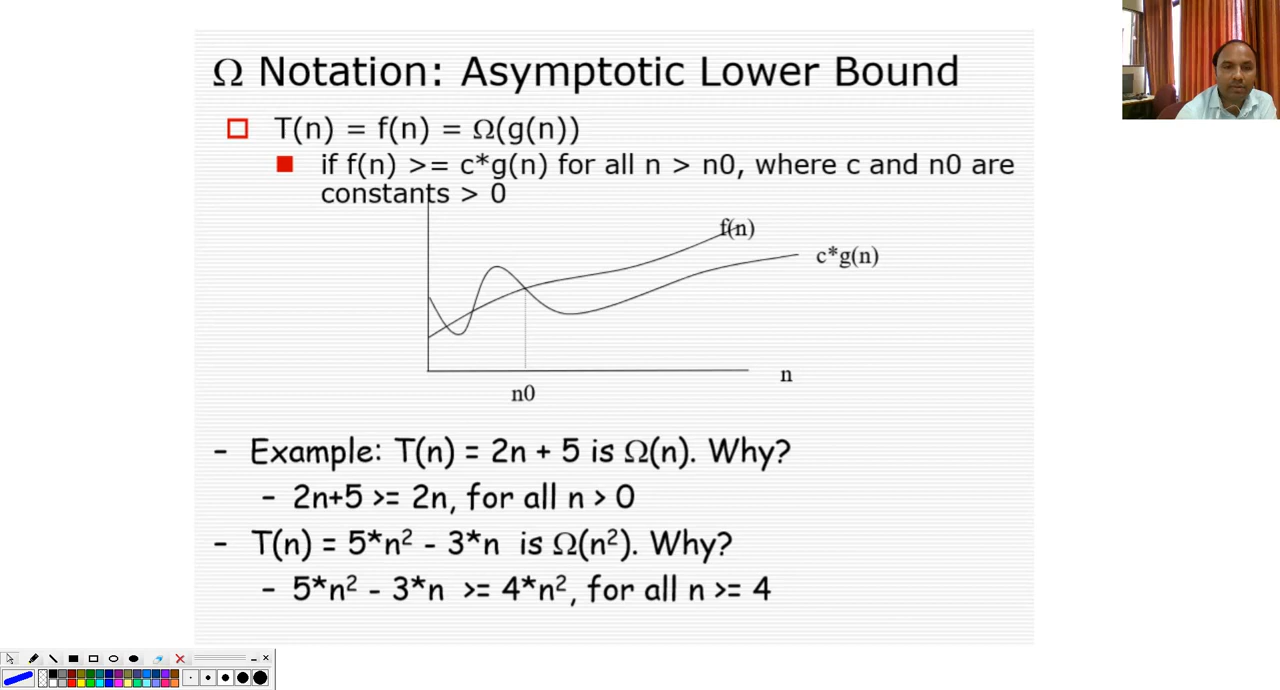 Ω Notation: Asymptotic Lower Bound
T(n) = f(n) = Ω(g(n))
if f(n) >= c*g(n) for all n > n0, where c and n0 are
constants > 0
f(n)
c*g(n)
n
n0
- Example: T(n) = 2n + 5 is Ω(n). Why?
- 2n+5 >= 2n, for all n > 0
- T(n) = 5*n² - 3*n is Ω(n²). Why?
- 5*n² - 3*n >= 4*n², for all n >= 4